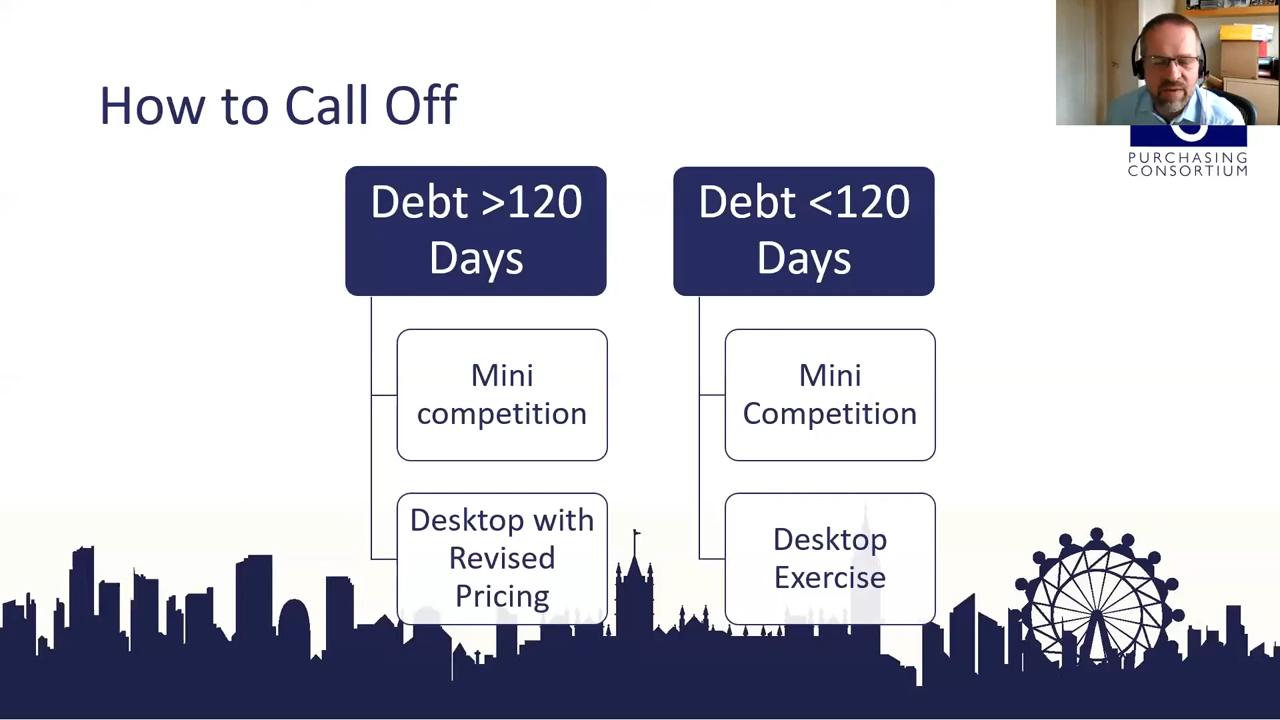 How to Call Off
PURCHASING
CONSORTIUM
Debt >120
Days
Mini
competition
Desktop with
Revised
Pricing
Debt <120
Days
Mini
Competition
Desktop
Exercise